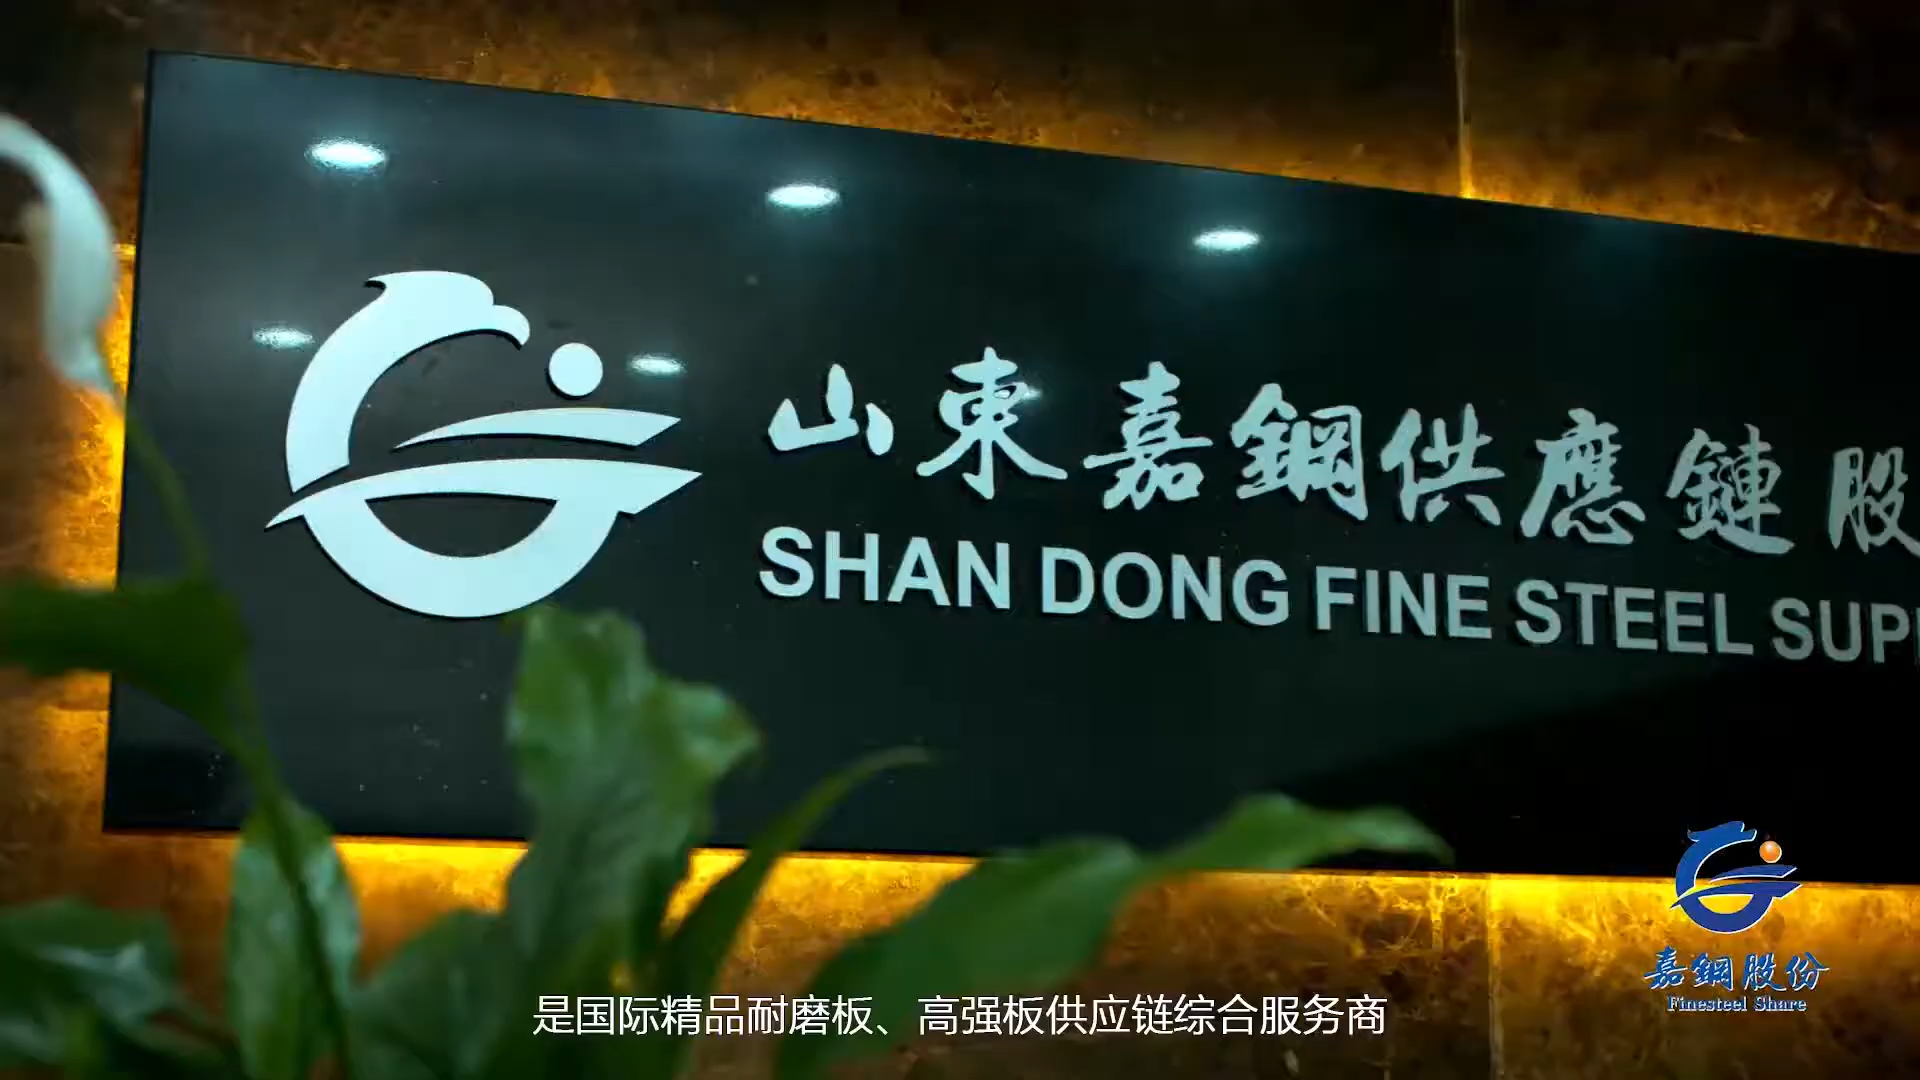 山東嘉鋼供應鏈股
SHAN DONG FINE STEEL SUP
嘉鋼股份
Finesteel Share
是国际精品耐磨板、高强板供应链综合服务商